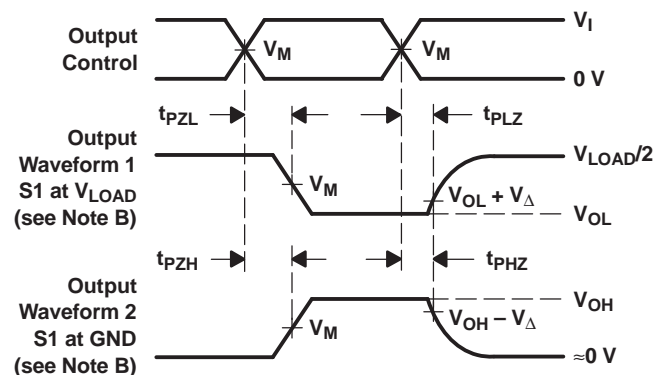 Output
Control
V_I
V_M
V_M
0 V
t_PZL
t_PLZ
Output
Waveform 1
S1 at V_LOAD
(see Note B)
V_LOAD/2
V_M
V_OL + V_Δ
V_OL
t_PZH
t_PHZ
Output
Waveform 2
S1 at GND
(see Note B)
V_OH
V_M
V_OH – V_Δ
≈0 V